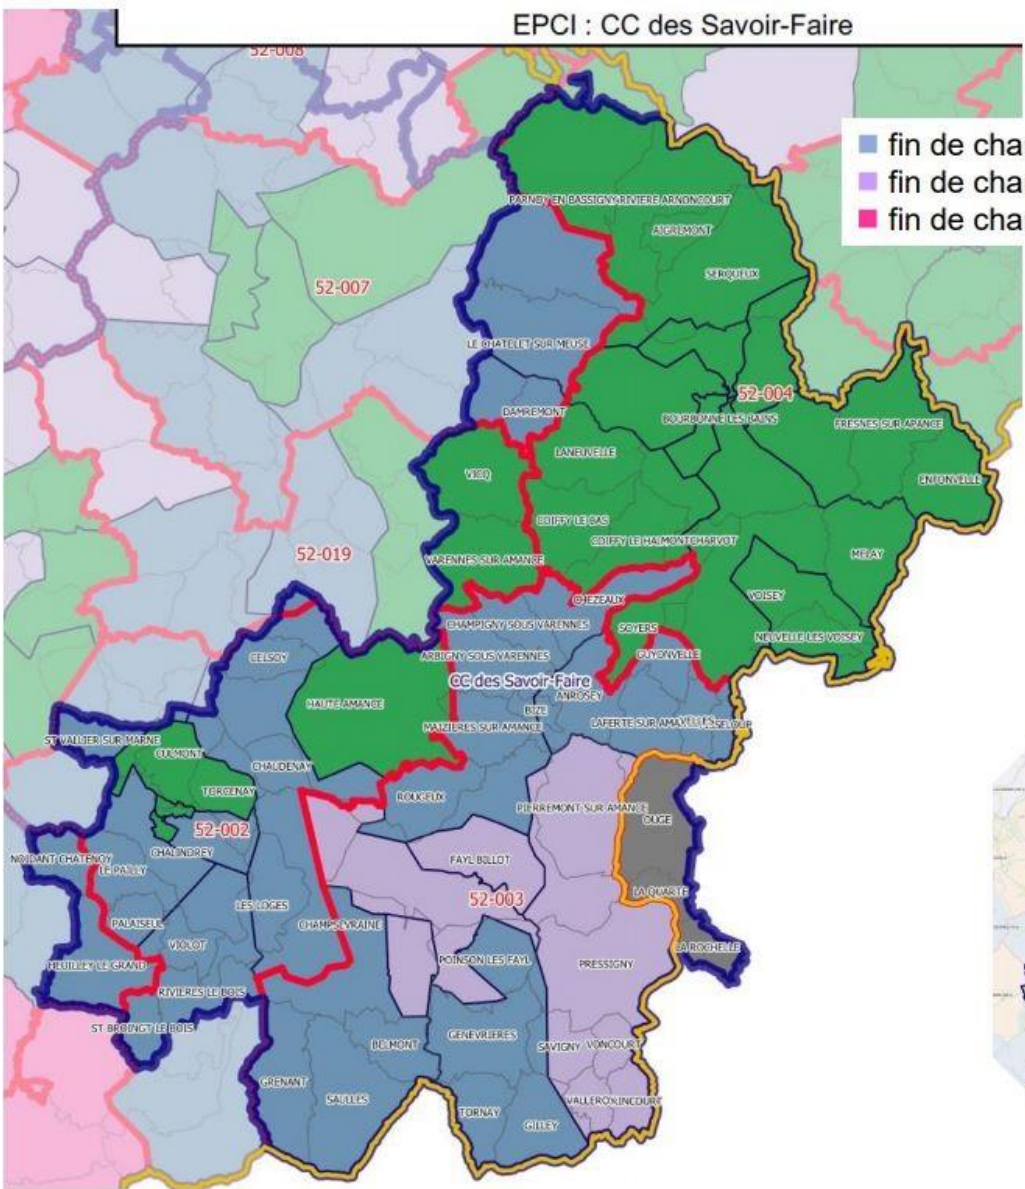 EPCI : CC des Savoir-Faire
52-008
fin de cha
fin de cha
fin de cha
PARNOY EN BASSIGNY RIVIERE ARNONCOURT
AIGREMONT
SERQUEUX
52-007
LE CHATELET SUR MEUSE
52-004
DAMREMONT
BOURBONNE LES BAINS
FRESNES SUR APANCE
LANEUVELLE
VICQ
ENFONVELLE
COIFFY LE BAS
COIFFY LE HA MONTCHARVOT
52-019
MELAY
VARENNES SUR AMANCE
VOISEY
CHEZEAUX
CHAMPIGNY SOUS VARENNES
SOYERS
NEUVELLE LES VOISEY
CELSOY
ARBIGNY SOUS VARENNES
GUYONVELLE
CC des Savoir-Faire
ANROSEY
HAUTE AMANCE
BIZE
MAIZIERES SUR AMANCE
LAFERTE SUR AMA
ST VALLIER SUR MARNE
CULMONT
CHAUDENAY
TORCENAY
ROUGEUX
PIERREMONT SUR AMANCE
OUGE
52-002
CHALINDREY
NOIDANT CHATENOY
LE PAILLY
FAYL BILLOT
LA QUARTE
52-003
LES LOGES
PALAISEUL
CHAMPSEVRAINE
VIOLOT
LA ROCHELLE
POINSON LES FAYL
PRESSIGNY
HEUILLEY LE GRAND
RIVIERES LE BOIS
ST BROINGT LE BOIS
GENEVRIERES
BELMONT
SAVIGNY
VONCOURT
GRENANT
SAULLES
VALLERO
TORNAY
GILLEY